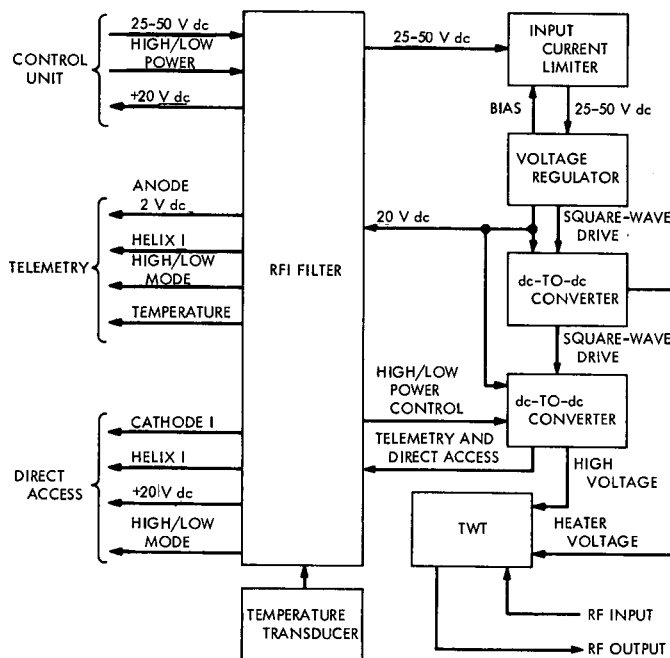 CONTROL
UNIT
25-50 V dc
HIGH/LOW
POWER
+20 V dc
TELEMETRY
ANODE
2 V dc
HELIX I
HIGH/LOW
MODE
TEMPERATURE
DIRECT
ACCESS
CATHODE I
HELIX I
+20 V dc
HIGH/LOW
MODE
RFI FILTER
TEMPERATURE
TRANSDUCER
25-50 V dc
INPUT
CURRENT
LIMITER
BIAS
25-50 V dc
VOLTAGE
REGULATOR
20 V dc
SQUARE-WAVE
DRIVE
dc-TO-dc
CONVERTER
SQUARE-WAVE
DRIVE
HIGH/LOW
POWER
CONTROL
dc-TO-dc
CONVERTER
TELEMETRY AND
DIRECT ACCESS
HIGH
VOLTAGE
TWT
HEATER
VOLTAGE
RF INPUT
RF OUTPUT